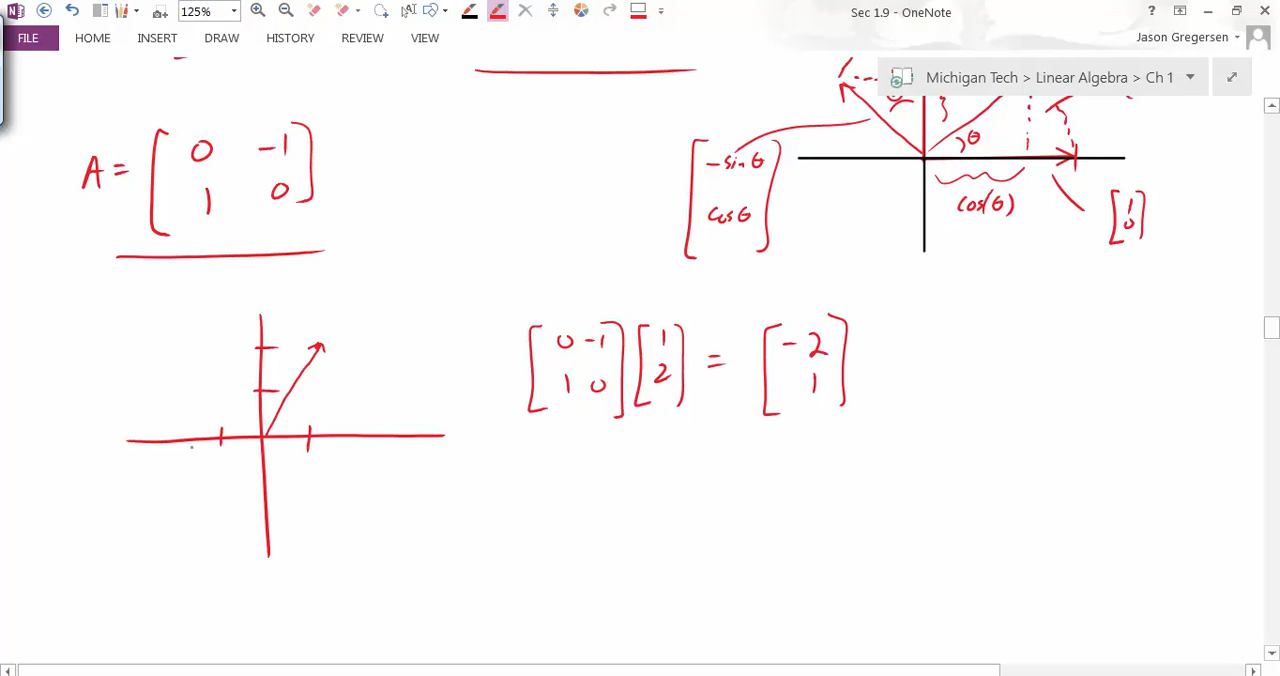 125%
Sec 1.9 - OneNote
?
FILE HOME INSERT DRAW HISTORY REVIEW VIEW
Jason Gregersen
Michigan Tech > Linear Algebra > Ch 1
A = [ 0 -1
1 0 ]
[ -sin θ
cos θ ]
θ
cos(θ)
[ 1
0 ]
[ 0 -1
1 0 ] [ 1
2 ] = [ -2
1 ]